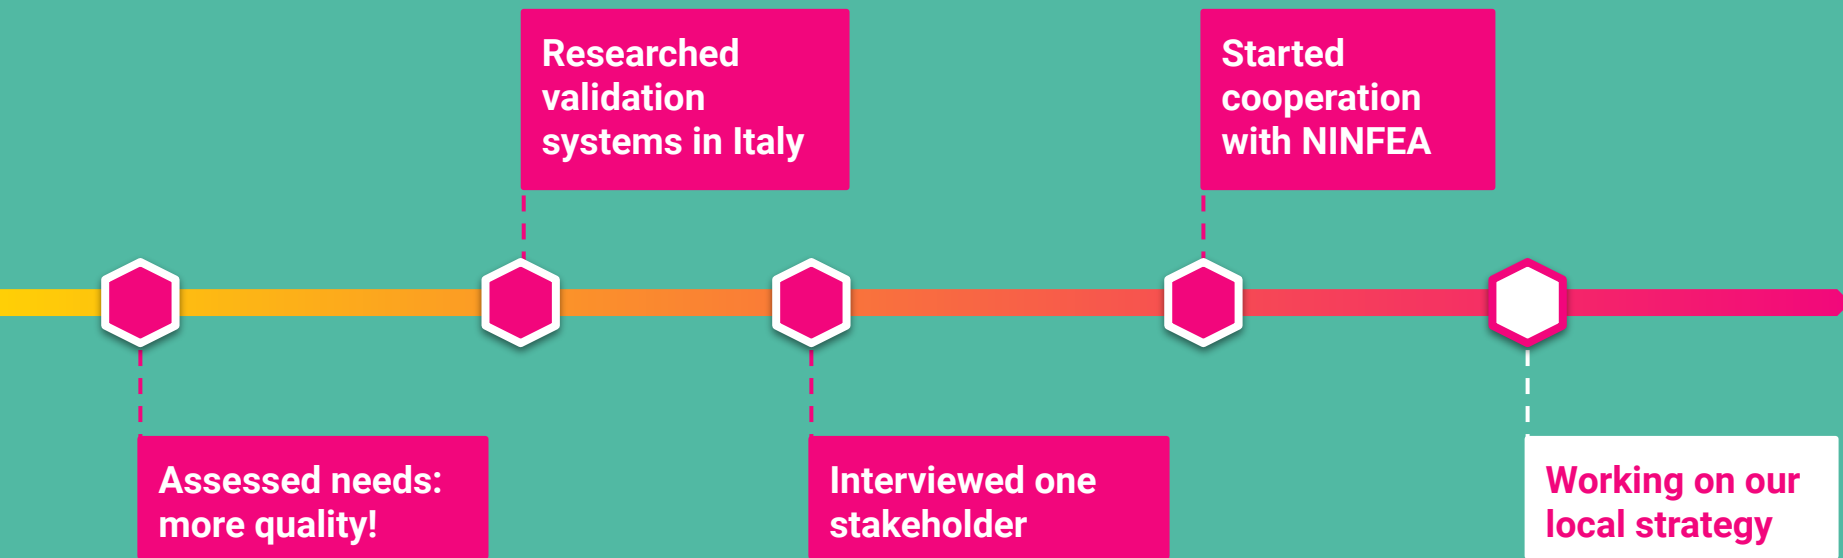 Assessed needs:
more quality!
Researched
validation
systems in Italy
Interviewed one
stakeholder
Started
cooperation
with NINFEA
Working on our
local strategy